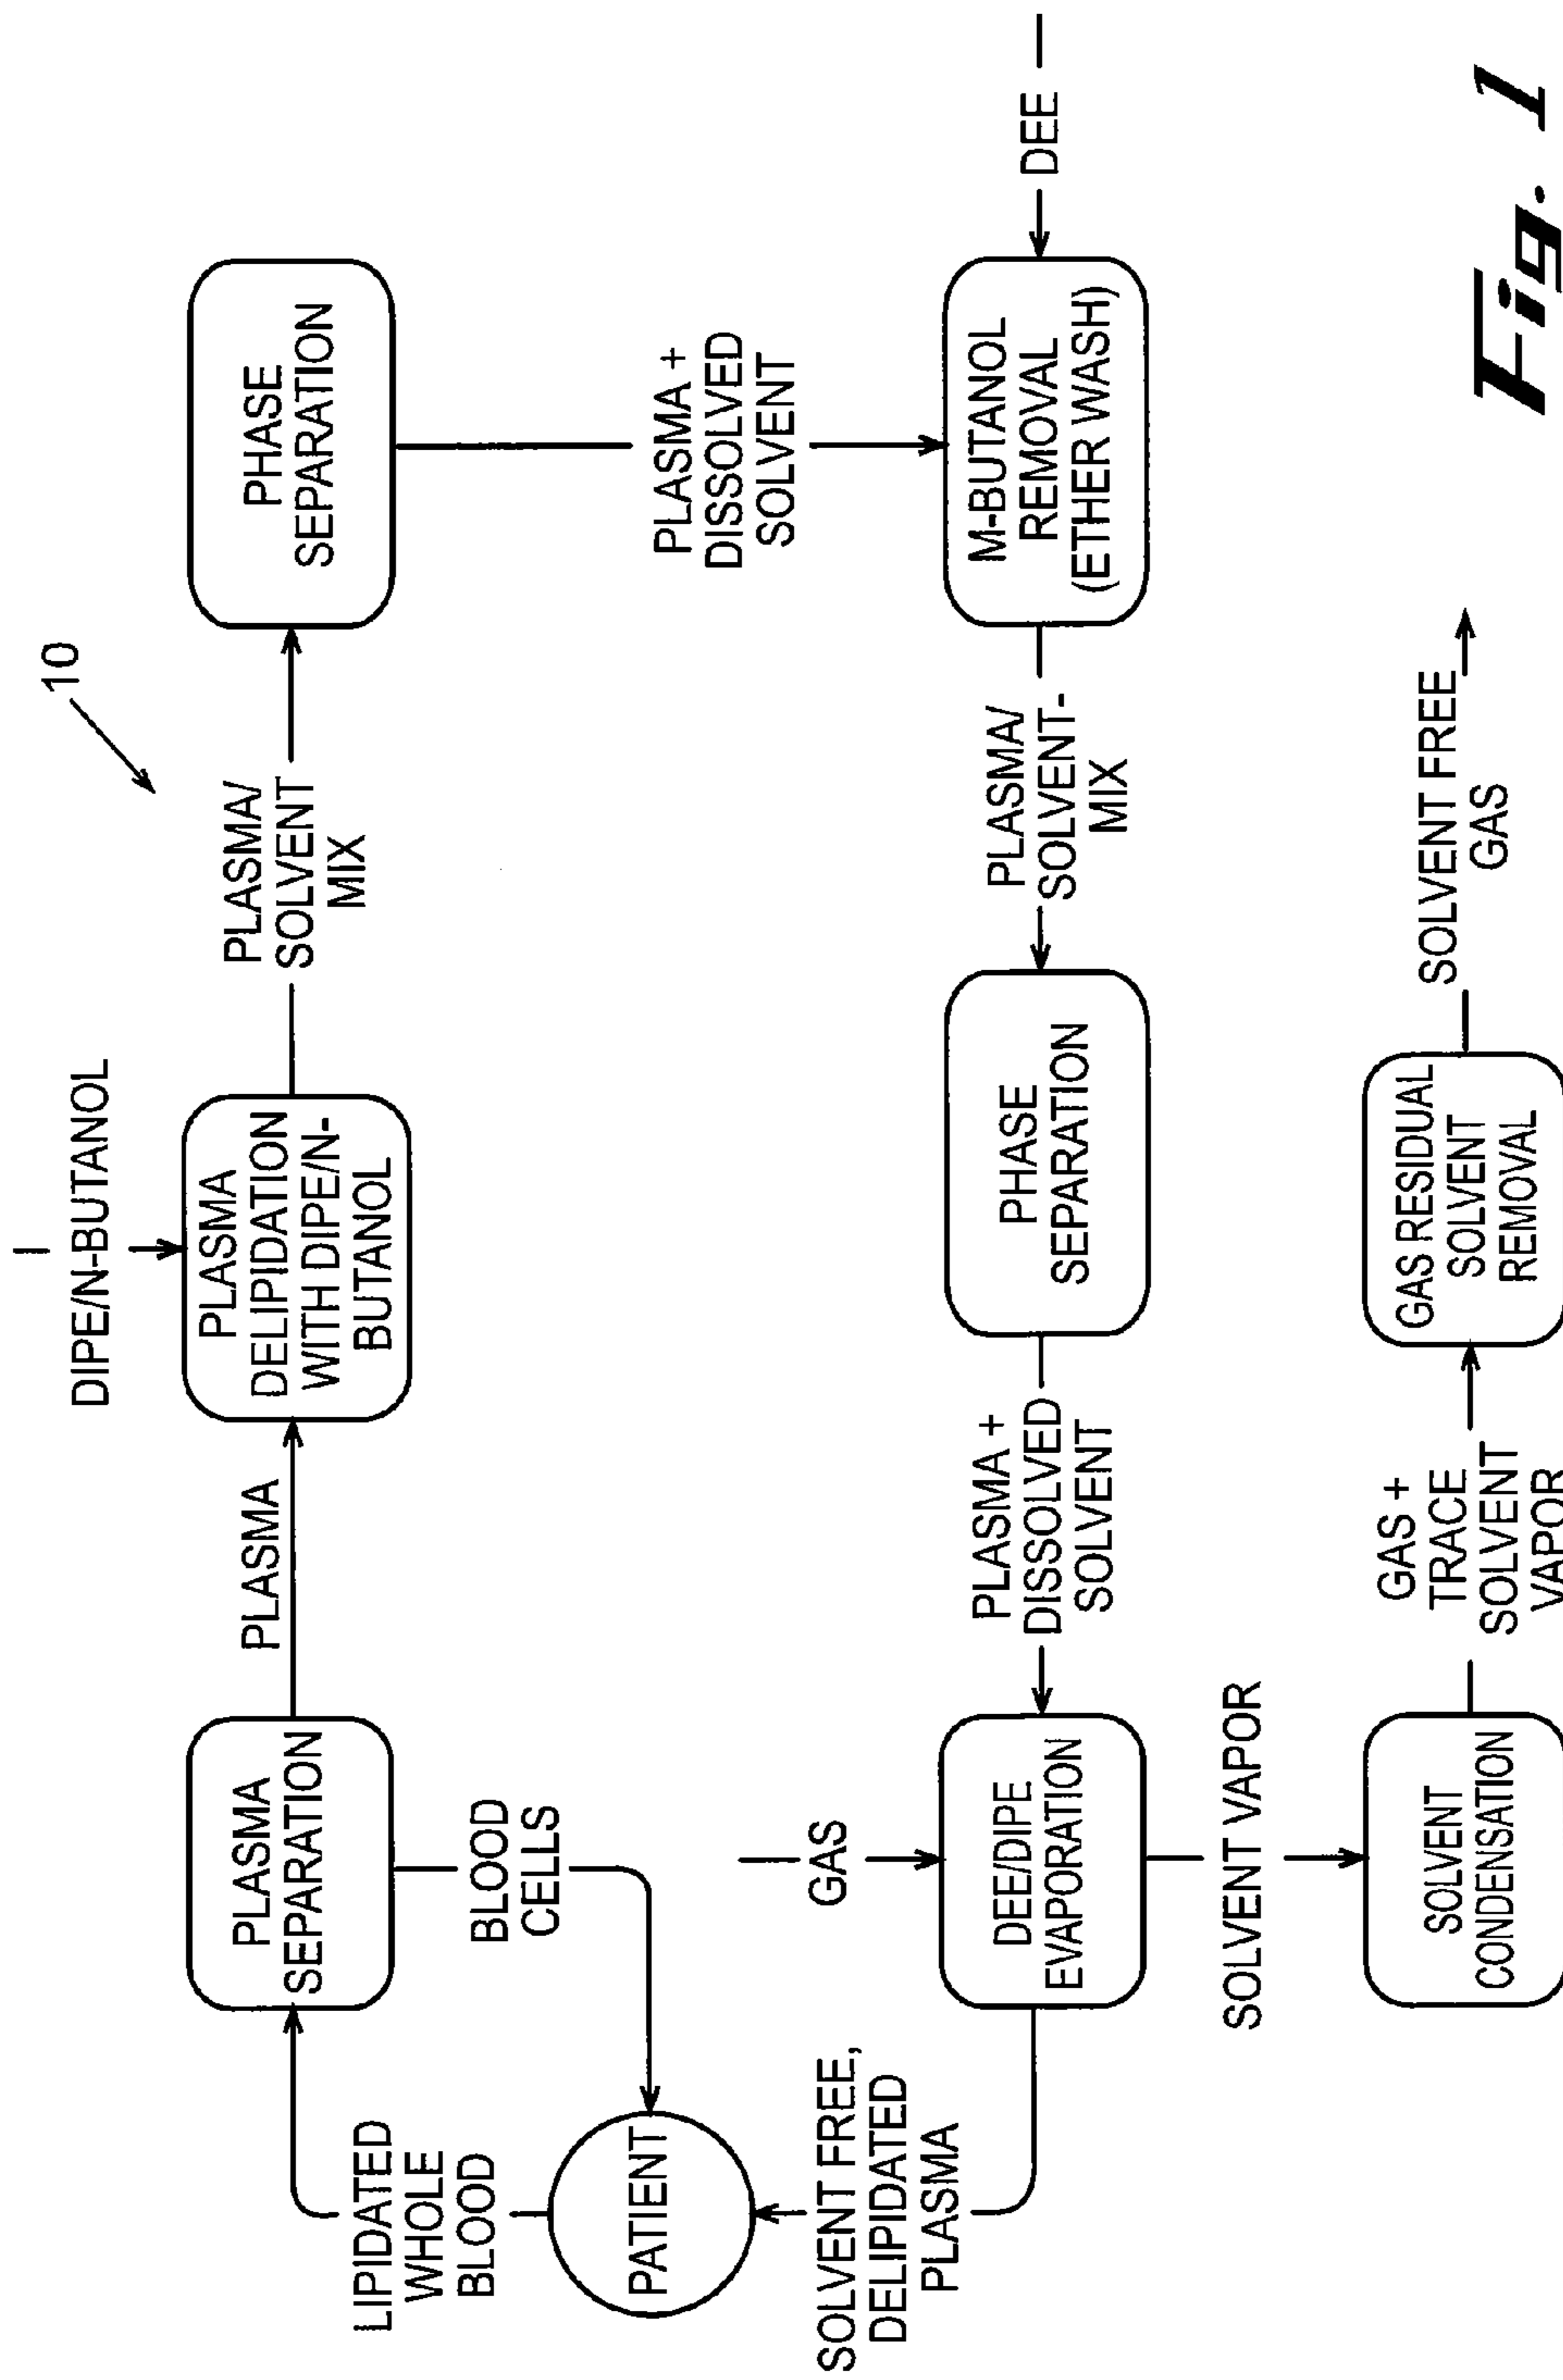 10
DIPE/N-BUTANOL
PLASMA
SEPARATION
PLASMA
PLASMA
DELIPIDATION
WITH DIPE/N-
BUTANOL
PLASMA/
SOLVENT
MIX
PHASE
SEPARATION
LIPIDATED
WHOLE
BLOOD
BLOOD
CELLS
PATIENT
PLASMA +
DISSOLVED
SOLVENT
SOLVENT FREE,
DELIPIDATED
PLASMA
GAS
DEE/DIPE
EVAPORATION
PLASMA +
DISSOLVED
SOLVENT
PHASE
SEPARATION
PLASMA/
SOLVENT-
MIX
M-BUTANOL
REMOVAL
(ETHER WASH)
DEE
SOLVENT VAPOR
SOLVENT
CONDENSATION
GAS +
TRACE
SOLVENT
VAPOR
GAS RESIDUAL
SOLVENT
REMOVAL
SOLVENT FREE
GAS
Fig. 1